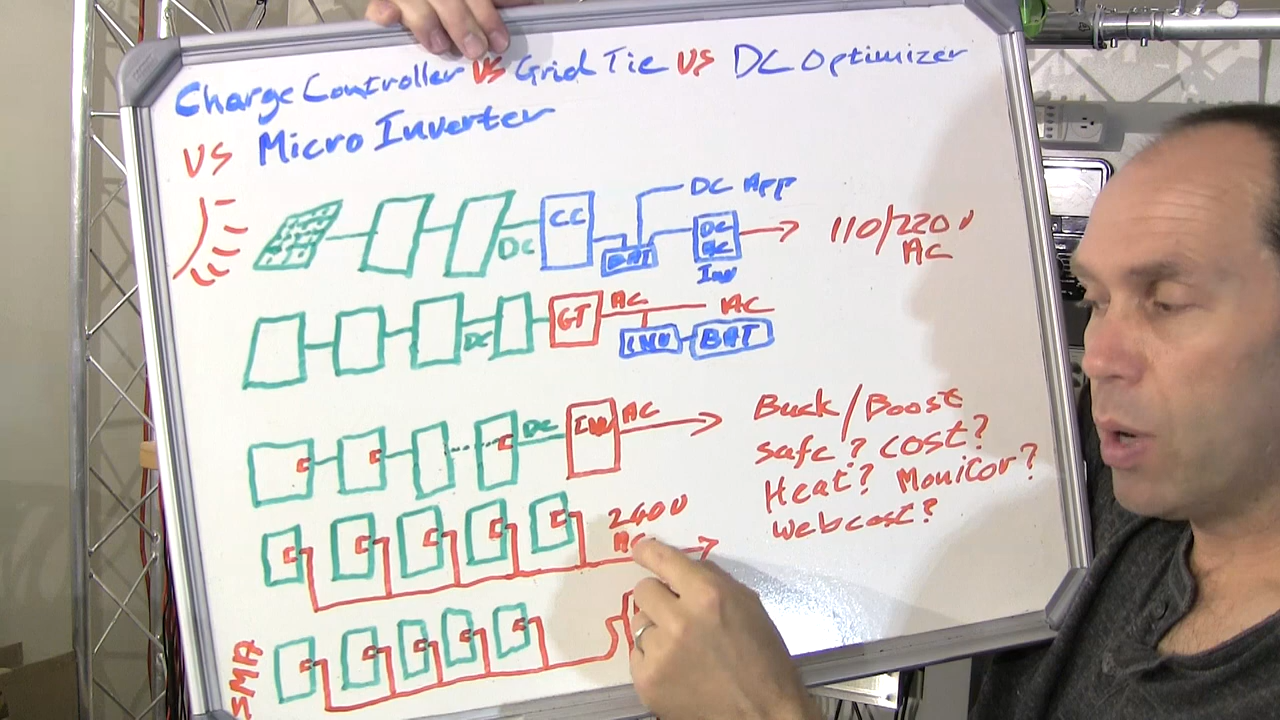 Charge Controller VS Grid Tie VS DC Optimizer
VS Micro Inverter
DC App
CC
DC
BAT
DC
AC
Inv
110/220V
AC
GT
AC
AC
DC
INV
BAT
C
C
C
DC
INV
AC
Buck/Boost
safe? cost?
Heat? Monitor?
webcost?
C
C
C
C
C
240V
AC
SMA
C
C
C
C
C